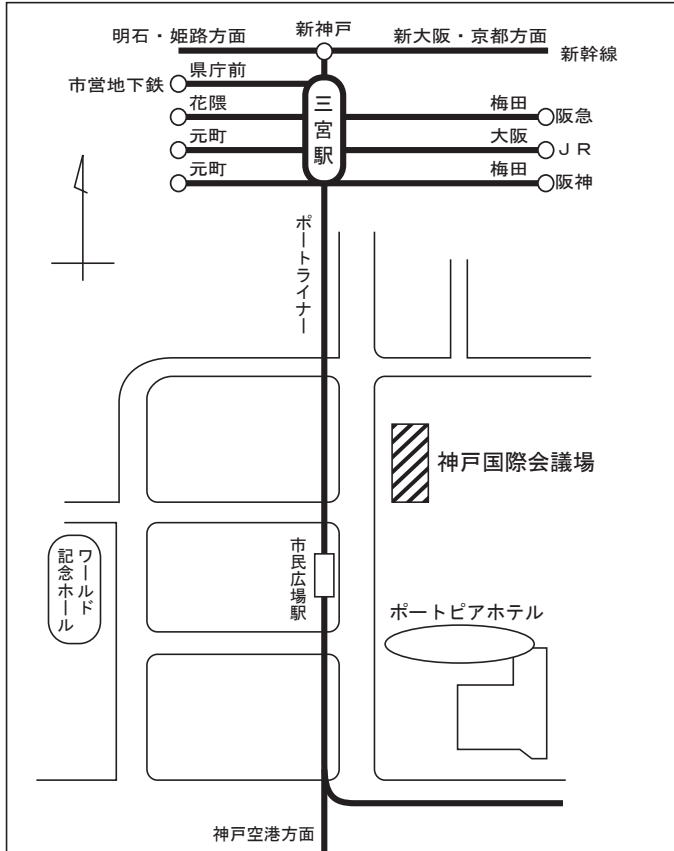 新神戸
明石・姫路方面
新大阪・京都方面
新幹線
県庁前
市営地下鉄
花隈
梅田
阪急
元町
大阪
ＪＲ
元町
梅田
阪神
三宮駅
ポートライナー
神戸国際会議場
市民広場駅
ワールド
記念ホール
ポートピアホテル
神戸空港方面